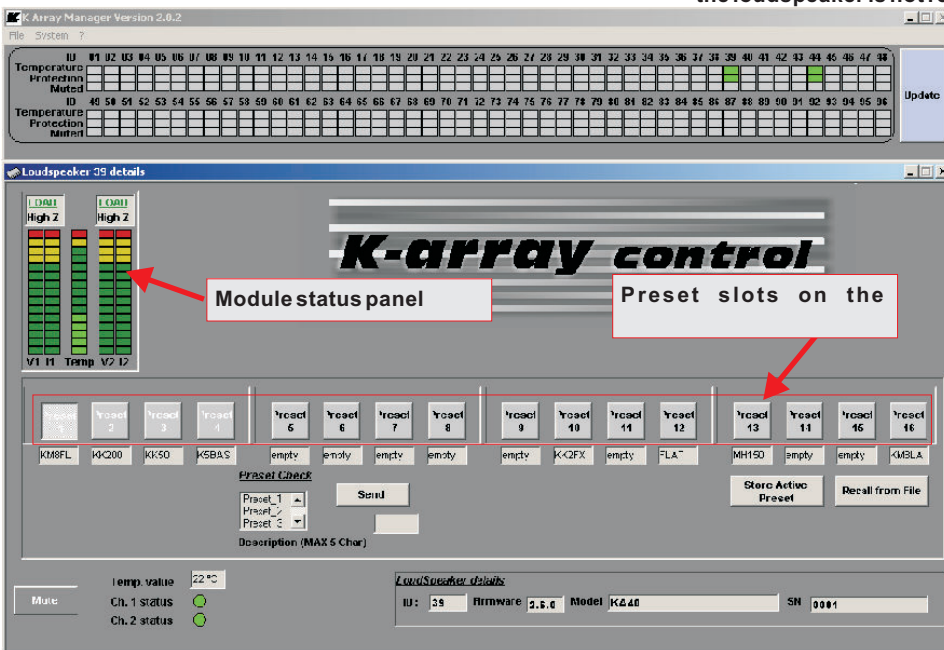 the loudspeaker is not
K Array Manager Version 2.0.2
File System ?
ID 01 02 03 04 05 06 07 08 09 10 11 12 13 14 15 16 17 18 19 20 21 22 23 24 25 26 27 28 29 30 31 32 33 34 35 36 37 38 39 40 41 42 43 44 45 46 47 48
Temperature
Protection
Muted
ID 49 50 51 52 53 54 55 56 57 58 59 60 61 62 63 64 65 66 67 68 69 70 71 72 73 74 75 76 77 78 79 80 81 82 83 84 85 86 87 88 89 90 91 92 93 94 95 96
Temperature
Protection
Muted
Update
Loudspeaker 39 details
LOAD LOAD
High Z High Z
V1 I1 Temp V2 I2
K-array control
Module status panel
Preset slots on the
Preset 1 Preset 2 Preset 3 Preset 4 Preset 5 Preset 6 Preset 7 Preset 8 Preset 9 Preset 10 Preset 11 Preset 12 Preset 13 Preset 14 Preset 15 Preset 16
KM8FL KK200 KK50 KSBAS empty empty empty empty empty KK2FX empty FLAT MH150 empty empty
Preset Check
Preset_1
Preset_2
Preset_3
Send
Description (MAX 5 Char)
Store Active Preset
Recall from File
Mute
Temp. value 22 °C
Ch. 1 status
Ch. 2 status
LoudSpeaker details
ID: 39 Firmware 2.6.0 Model KA40 SN 0001